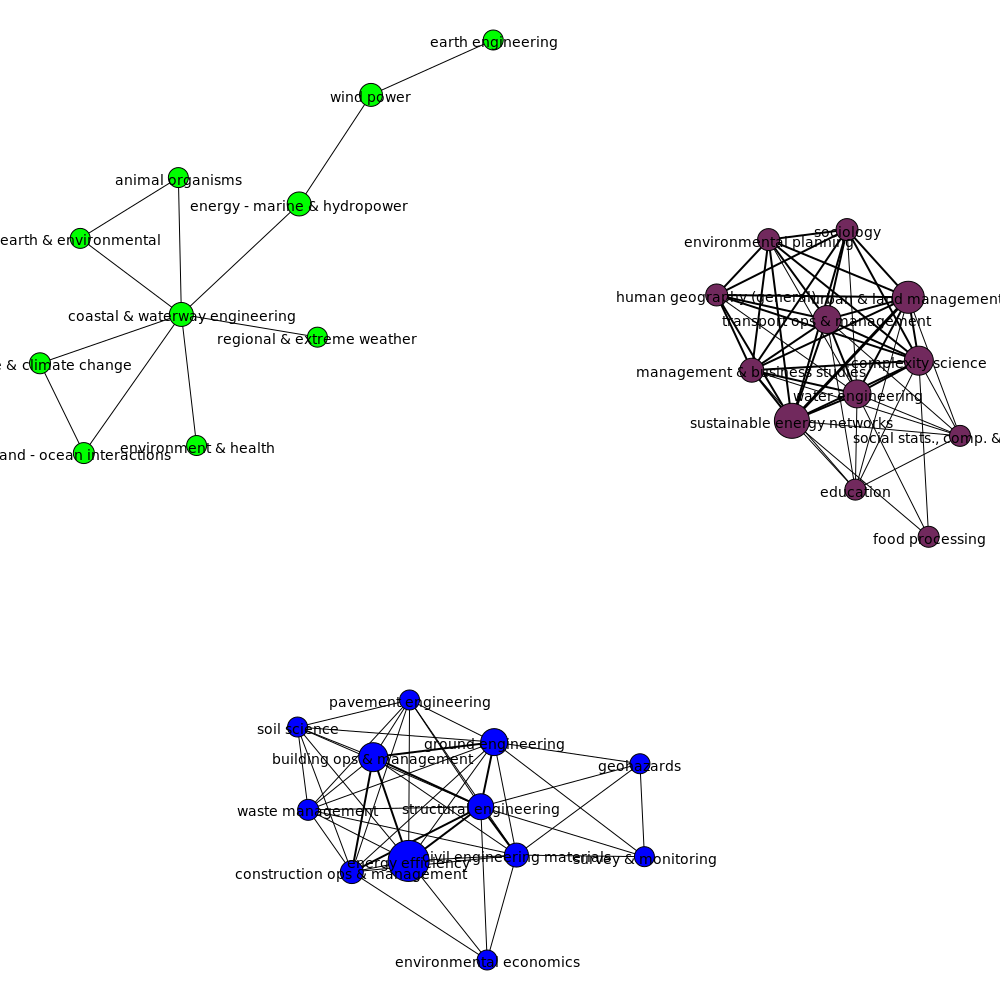 earth engineering
wind power
animal organisms
energy - marine & hydropower
earth & environmental
coastal & waterway engineering
regional & extreme weather
e & climate change
environment & health
and - ocean interactions
sociology
environmental planning
human geography (general)
urban & land management
transport ops & management
complexity science
management & business studies
water engineering
sustainable energy networks
social stats., comp. &
education
food processing
pavement engineering
soil science
ground engineering
building ops & management
geohazards
waste management
structural engineering
civil engineering materials
survey & monitoring
energy efficiency
construction ops & management
environmental economics